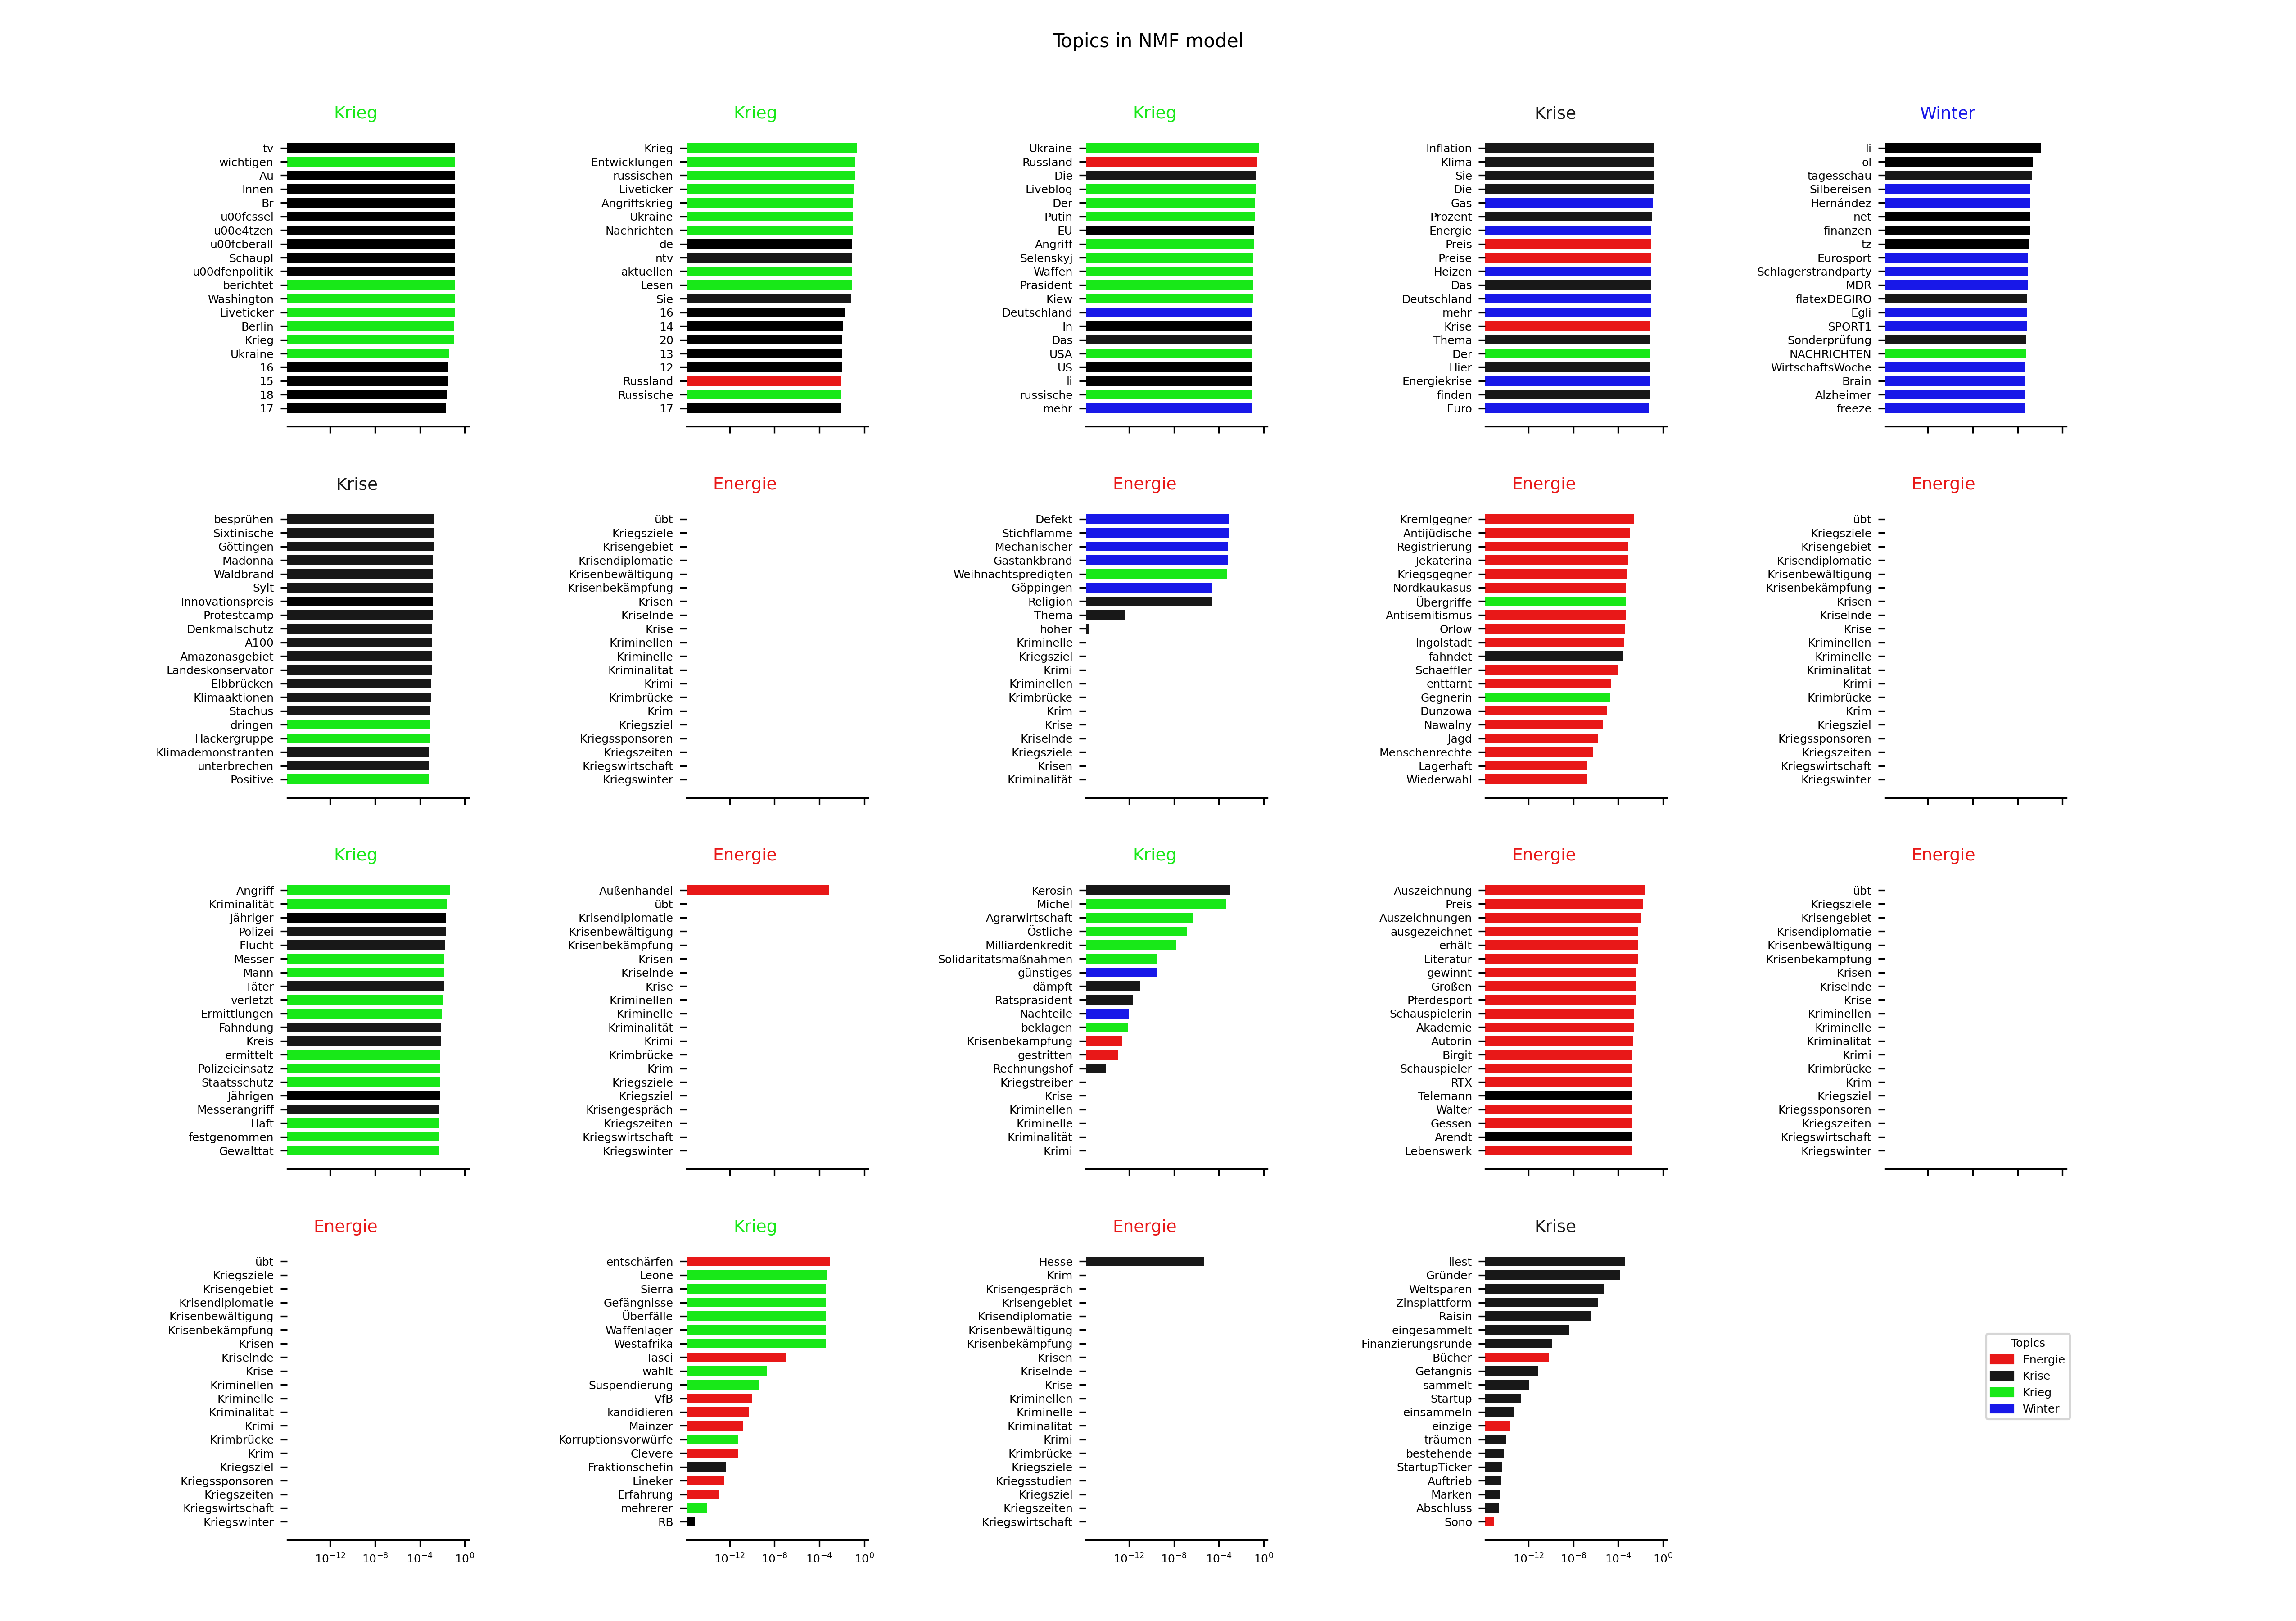 Topics in NMF model
Krieg
tv
wichtigen
Au
Innen
Br
u00fcssel
u00e4tzen
u00fcberall
Schaupl
u00dfenpolitik
berichtet
Washington
Liveticker
Berlin
Krieg
Ukraine
16
15
18
17
Krieg
Krieg
Entwicklungen
russischen
Liveticker
Angriffskrieg
Ukraine
Nachrichten
de
ntv
aktuellen
Lesen
Sie
16
14
20
13
12
Russland
Russische
17
Krieg
Ukraine
Russland
Die
Liveblog
Der
Putin
EU
Angriff
Selenskyj
Waffen
Präsident
Kiew
Deutschland
In
Das
USA
US
li
russische
mehr
Krise
Inflation
Klima
Sie
Die
Gas
Prozent
Energie
Preis
Preise
Heizen
Das
Deutschland
mehr
Krise
Thema
Der
Hier
Energiekrise
finden
Euro
Winter
li
ol
tagesschau
Silbereisen
Hernández
net
finanzen
tz
Eurosport
Schlagerstrandparty
MDR
flatexDEGIRO
Egli
SPORT1
Sonderprüfung
NACHRICHTEN
WirtschaftsWoche
Brain
Alzheimer
freeze
Krise
besprühen
Sixtinische
Göttingen
Madonna
Waldbrand
Sylt
Innovationspreis
Protestcamp
Denkmalschutz
A100
Amazonasgebiet
Landeskonservator
Elbbrücken
Klimaaktionen
Stachus
dringen
Hackergruppe
Klimademonstranten
unterbrechen
Positive
Energie
übt
Kriegsziele
Krisengebiet
Krisendiplomatie
Krisenbewältigung
Krisenbekämpfung
Krisen
Kriselnde
Krise
Kriminellen
Kriminelle
Kriminalität
Krimi
Krimbrücke
Krim
Kriegsziel
Kriegssponsoren
Kriegszeiten
Kriegswirtschaft
Kriegswinter
Energie
Defekt
Stichflamme
Mechanischer
Gastankbrand
Weihnachtspredigten
Göppingen
Religion
Thema
hoher
Kriminelle
Kriegsziel
Krimi
Kriminellen
Krimbrücke
Krim
Krise
Kriselnde
Kriegsziele
Krisen
Kriminalität
Energie
Kremlgegner
Antijüdische
Registrierung
Jekaterina
Kriegsgegner
Nordkaukasus
Übergriffe
Antisemitismus
Orlow
Ingolstadt
fahndet
Schaeffler
enttarnt
Gegnerin
Dunzowa
Nawalny
Jagd
Menschenrechte
Lagerhaft
Wiederwahl
Energie
übt
Kriegsziele
Krisengebiet
Krisendiplomatie
Krisenbewältigung
Krisenbekämpfung
Krisen
Kriselnde
Krise
Kriminellen
Kriminelle
Kriminalität
Krimi
Krimbrücke
Krim
Kriegsziel
Kriegssponsoren
Kriegszeiten
Kriegswirtschaft
Kriegswinter
Krieg
Angriff
Kriminalität
Jähriger
Polizei
Flucht
Messer
Mann
Täter
verletzt
Ermittlungen
Fahndung
Kreis
ermittelt
Polizeieinsatz
Staatsschutz
Jährigen
Messerangriff
Haft
festgenommen
Gewalttat
Energie
Außenhandel
übt
Krisendiplomatie
Krisenbewältigung
Krisenbekämpfung
Krisen
Kriselnde
Krise
Kriminellen
Kriminelle
Kriminalität
Krimi
Krimbrücke
Krim
Kriegsziele
Kriegsziel
Krisengespräch
Kriegszeiten
Kriegswirtschaft
Kriegswinter
Krieg
Kerosin
Michel
Agrarwirtschaft
Östliche
Milliardenkredit
Solidaritätsmaßnahmen
günstiges
dämpft
Ratspräsident
Nachteile
beklagen
Krisenbekämpfung
gestritten
Rechnungshof
Kriegstreiber
Krise
Kriminellen
Kriminelle
Kriminalität
Krimi
Energie
Auszeichnung
Preis
Auszeichnungen
ausgezeichnet
erhält
Literatur
gewinnt
Großen
Pferdesport
Schauspielerin
Akademie
Autorin
Birgit
Schauspieler
RTX
Telemann
Walter
Gessen
Arendt
Lebenswerk
Energie
übt
Kriegsziele
Krisengebiet
Krisendiplomatie
Krisenbewältigung
Krisenbekämpfung
Krisen
Kriselnde
Krise
Kriminellen
Kriminelle
Kriminalität
Krimi
Krimbrücke
Krim
Kriegsziel
Kriegssponsoren
Kriegszeiten
Kriegswirtschaft
Kriegswinter
Energie
übt
Kriegsziele
Krisengebiet
Krisendiplomatie
Krisenbewältigung
Krisenbekämpfung
Krisen
Kriselnde
Krise
Kriminellen
Kriminelle
Kriminalität
Krimi
Krimbrücke
Krim
Kriegsziel
Kriegssponsoren
Kriegszeiten
Kriegswirtschaft
Kriegswinter
10⁻¹² 10⁻⁸ 10⁻⁴ 10⁰
Krieg
entschärfen
Leone
Sierra
Gefängnisse
Überfälle
Waffenlager
Westafrika
Tasci
wählt
Suspendierung
VfB
kandidieren
Mainzer
Korruptionsvorwürfe
Clevere
Fraktionschefin
Lineker
Erfahrung
mehrerer
RB
10⁻¹² 10⁻⁸ 10⁻⁴ 10⁰
Energie
Hesse
Krim
Krisengespräch
Krisengebiet
Krisendiplomatie
Krisenbewältigung
Krisenbekämpfung
Krisen
Kriselnde
Krise
Kriminellen
Kriminelle
Kriminalität
Krimi
Krimbrücke
Kriegsziele
Kriegsstudien
Kriegsziel
Kriegszeiten
Kriegswirtschaft
10⁻¹² 10⁻⁸ 10⁻⁴ 10⁰
Krise
liest
Gründer
Weltsparen
Zinsplattform
Raisin
eingesammelt
Finanzierungsrunde
Bücher
Gefängnis
sammelt
Startup
einsammeln
einzige
träumen
bestehende
StartupTicker
Auftrieb
Marken
Abschluss
Sono
10⁻¹² 10⁻⁸ 10⁻⁴ 10⁰
Topics
Energie
Krise
Krieg
Winter